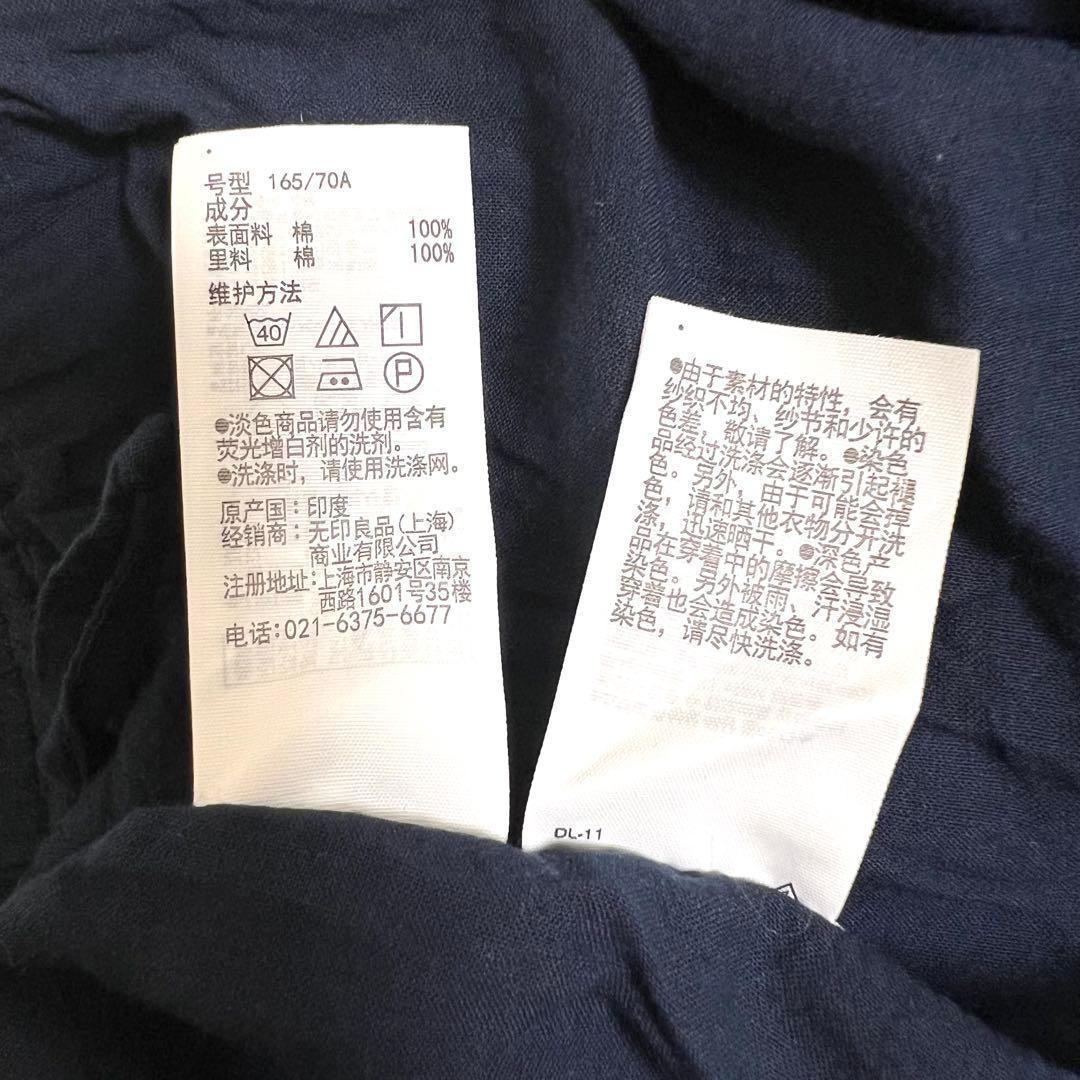 号型 165/70A
成分
表面料 棉 100%
里料 棉 100%
维护方法
40
P
●淡色商品请勿使用含有
荧光增白剂的洗剂。
●洗涤时，请使用洗涤网。
原产国：印度
经销商：无印良品(上海)
商业有限公司
注册地址：上海市静安区南京
西路1601号35楼
电话:021-6375-6677
●由于素材的特性，会有
纱织不均、纱节和少许的
色差，敬请了解。●染色
品经过洗涤会逐渐引起褪
色。另外，由于可能会撞
色，请和其他衣物分开洗
涤，迅速晒干。●深色产
品在穿着中的摩擦会导致
染色。另外被雨、汗浸湿
穿着也会造成染色。如有
染色，请尽快洗涤。
DL-11